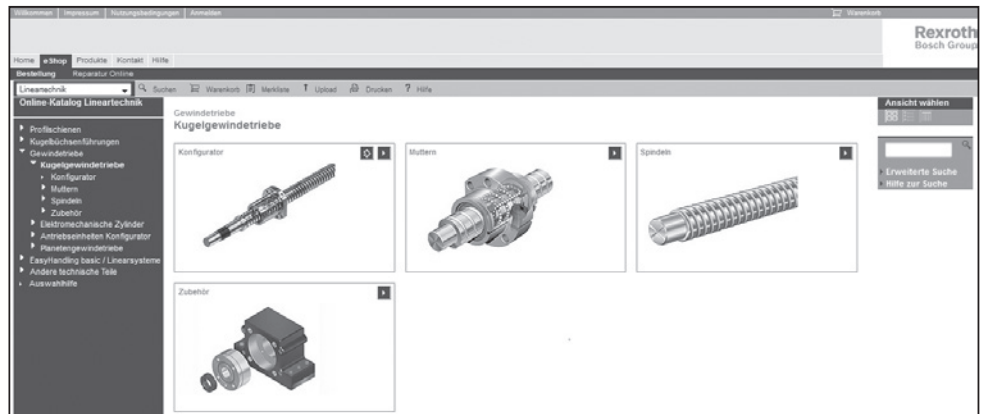 Willkommen | Impressum | Nutzungsbedingungen | Anmelden
Warenkorb
Rexroth
Bosch Group
Home eShop Produkte Kontakt Hilfe
Bestellung Reparatur Online
Lineartechnik Suchen Warenkorb Merkliste Upload Drucken ? Hilfe
Online-Katalog Lineartechnik
Profilschienen
Kugelbüchsenführungen
Gewindetriebe
Kugelgewindetriebe
Konfigurator
Muttern
Spindeln
Zubehör
Elektromechanische Zylinder
Antriebseinheiten Konfigurator
Planetengewindetriebe
EasyHandling basic / Linearsysteme
Andere technische Teile
Auswahlhilfe
Gewindetriebe
Kugelgewindetriebe
Konfigurator
Muttern
Spindeln
Zubehör
Ansicht wählen
Erweiterte Suche
Hilfe zur Suche